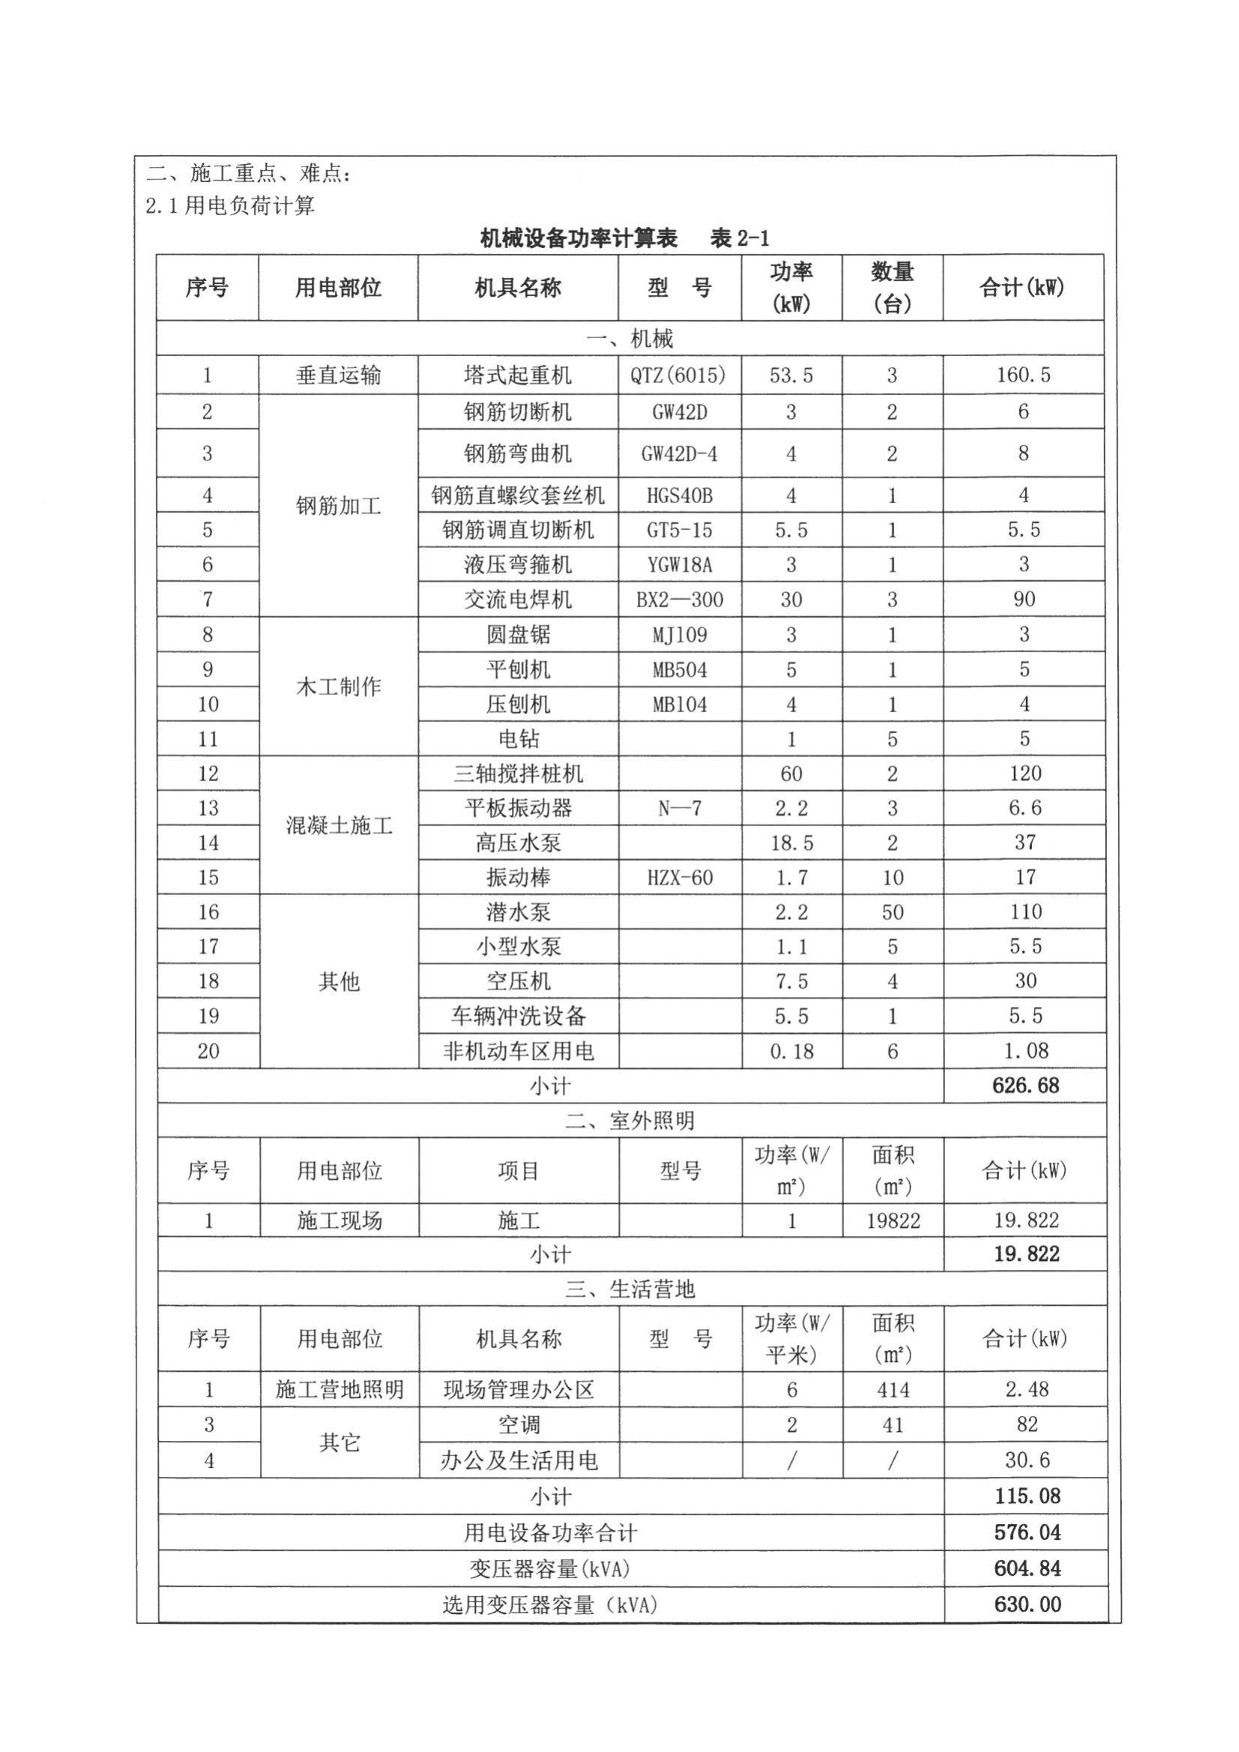 二、施工重点、难点:
2.1用电负荷计算
机械设备功率计算表 表2-1
序号 用电部位 机具名称 型 号 功率(kW) 数量(台) 合计(kW)
一、机械
1 垂直运输 塔式起重机 QTZ(6015) 53.5 3 160.5
2 钢筋加工 钢筋切断机 GW42D 3 2 6
3 钢筋弯曲机 GW42D-4 4 2 8
4 钢筋直螺纹套丝机 HGS40B 4 1 4
5 钢筋调直切断机 GT5-15 5.5 1 5.5
6 液压弯箍机 YGW18A 3 1 3
7 交流电焊机 BX2—300 30 3 90
8 木工制作 圆盘锯 MJ109 3 1 3
9 平刨机 MB504 5 1 5
10 压刨机 MB104 4 1 4
11 电钻 1 5 5
12 混凝土施工 三轴搅拌桩机 60 2 120
13 平板振动器 N—7 2.2 3 6.6
14 高压水泵 18.5 2 37
15 振动棒 HZX-60 1.7 10 17
16 其他 潜水泵 2.2 50 110
17 小型水泵 1.1 5 5.5
18 空压机 7.5 4 30
19 车辆冲洗设备 5.5 1 5.5
20 非机动车区用电 0.18 6 1.08
小计 626.68
二、室外照明
序号 用电部位 项目 型号 功率(W/㎡) 面积(㎡) 合计(kW)
1 施工现场 施工 1 19822 19.822
小计 19.822
三、生活营地
序号 用电部位 机具名称 型 号 功率(W/平米) 面积(㎡) 合计(kW)
1 施工营地照明 现场管理办公区 6 414 2.48
3 其它 空调 2 41 82
4 办公及生活用电 / / 30.6
小计 115.08
用电设备功率合计 576.04
变压器容量(kVA) 604.84
选用变压器容量（kVA) 630.00